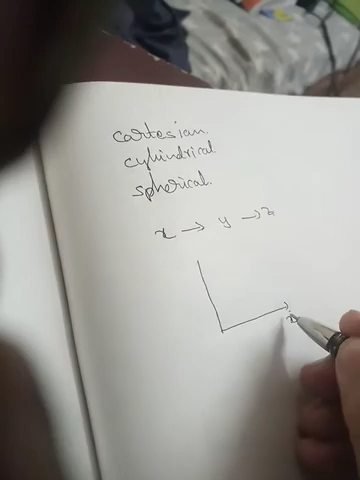 cartesian.
cylindrical
spherical.
x → y → z
x